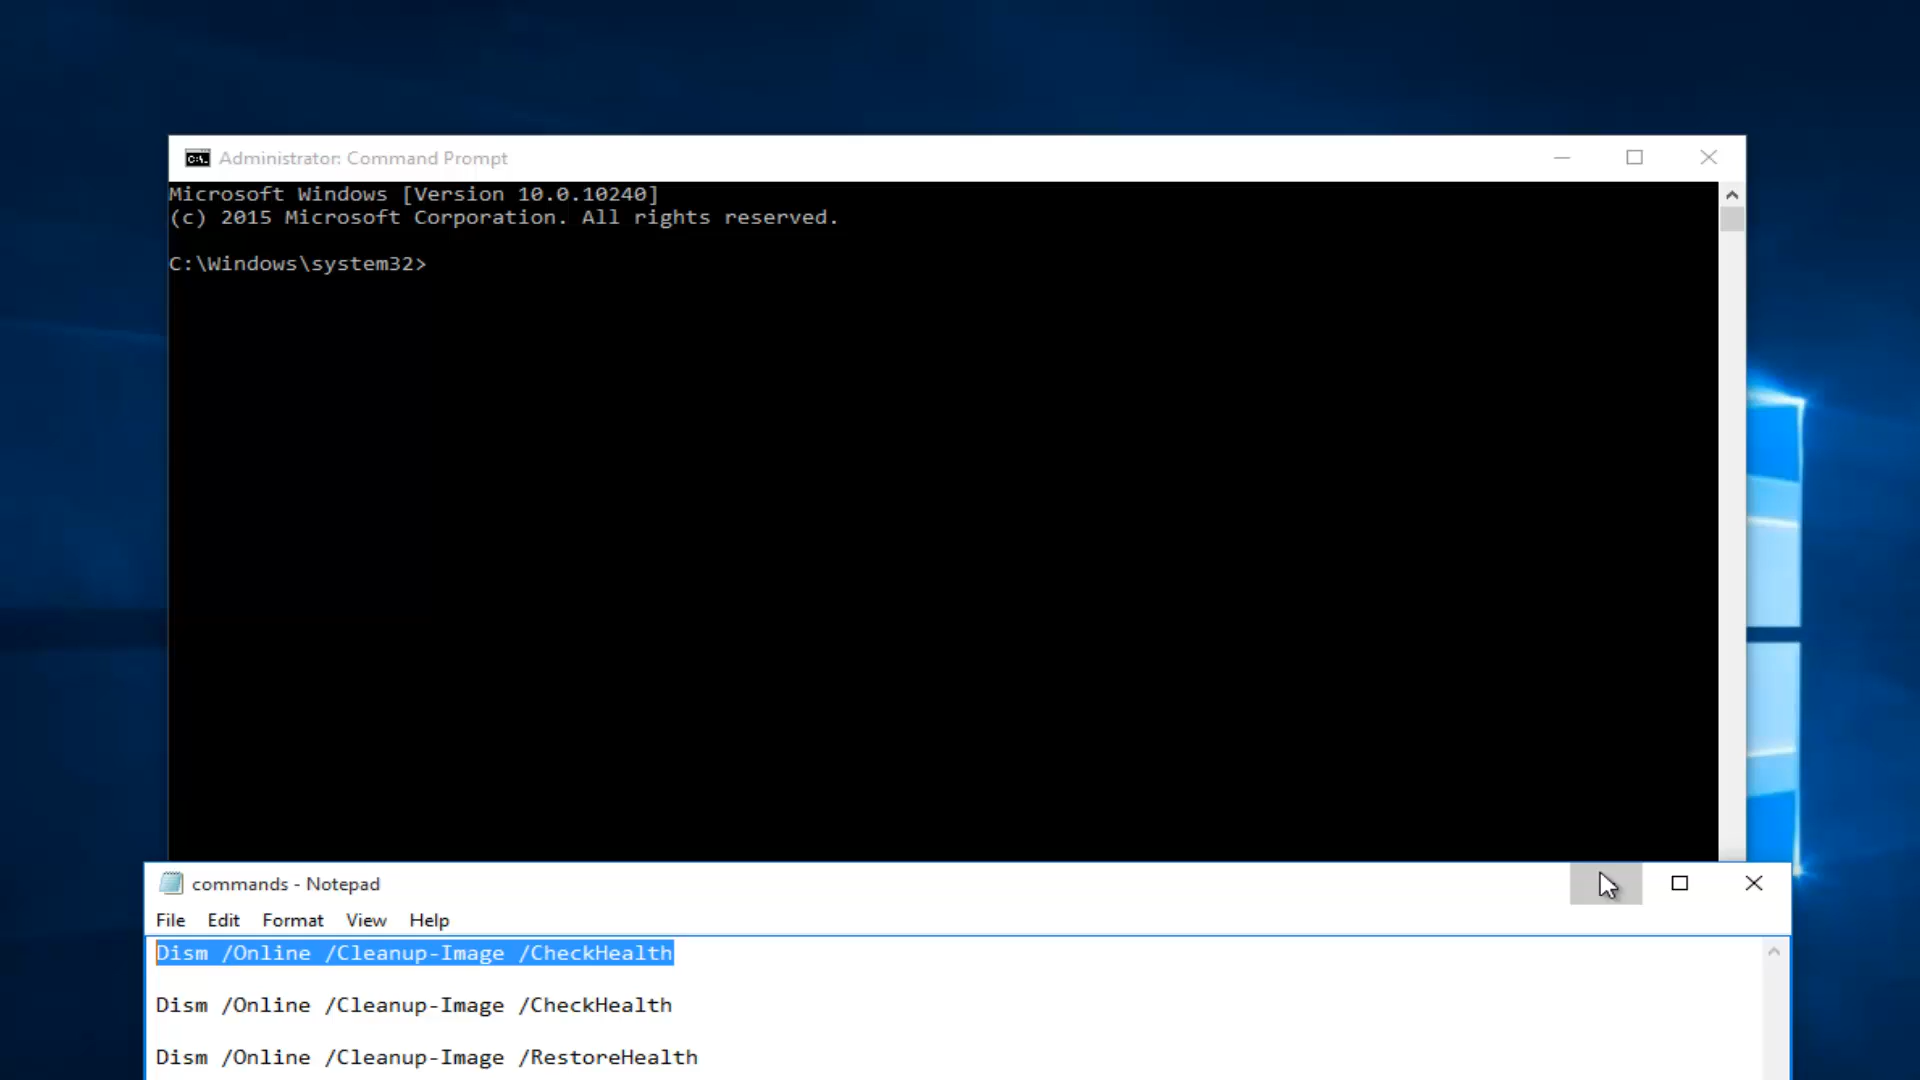 Administrator: Command Prompt
Microsoft Windows [Version 10.0.10240]
(c) 2015 Microsoft Corporation. All rights reserved.
C:\Windows\system32>
commands - Notepad
File Edit Format View Help
Dism /Online /Cleanup-Image /CheckHealth
Dism /Online /Cleanup-Image /CheckHealth
Dism /Online /Cleanup-Image /RestoreHealth